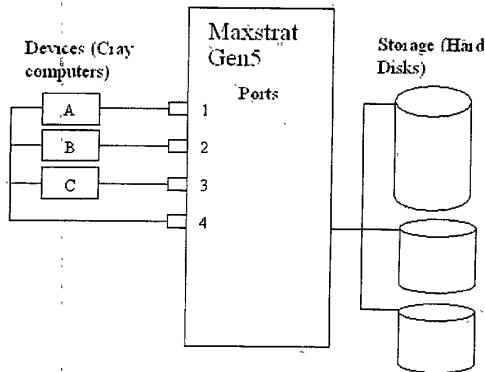 Devices (Cray
computers)
Maxstrat
Gen5
Ports
Storage (Hard
Disks)
A
1
B
2
C
3
4